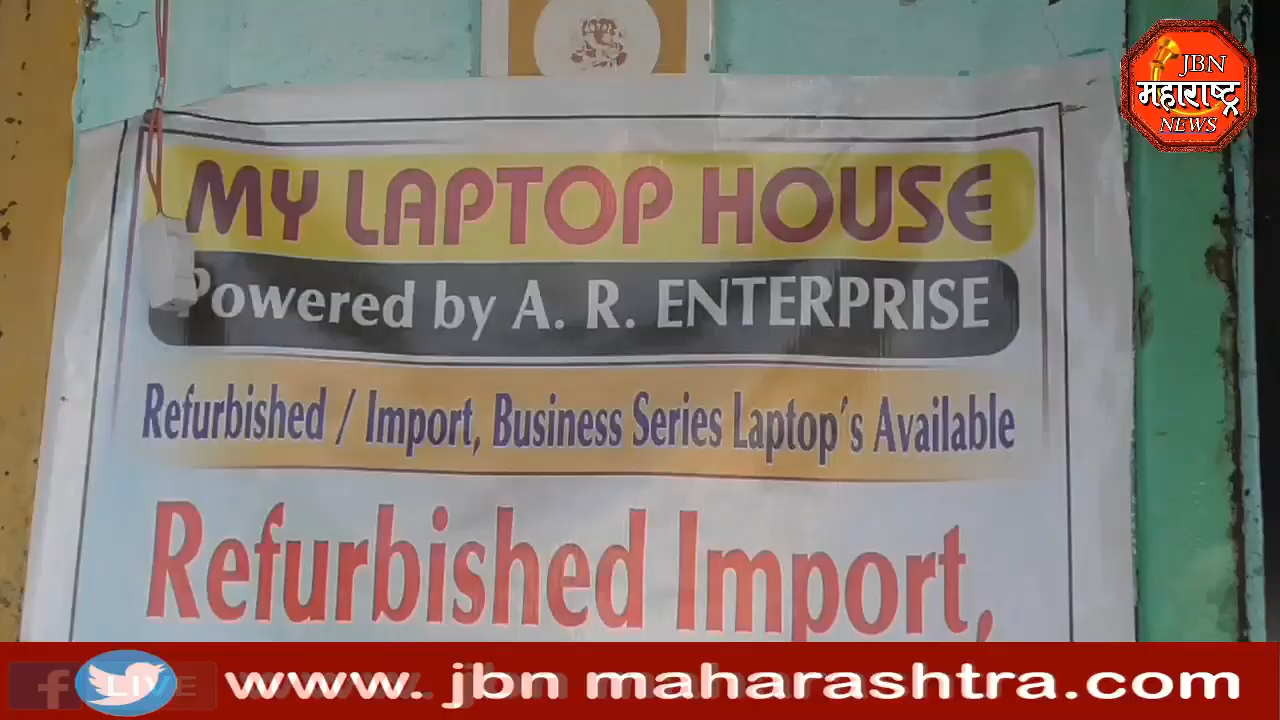 JBN
महाराष्ट्र
NEWS
MY LAPTOP HOUSE
Powered by A. R. ENTERPRISE
Refurbished / Import, Business Series Laptop's Available
Refurbished Import,
LIVE
www. jbn maharashtra.com